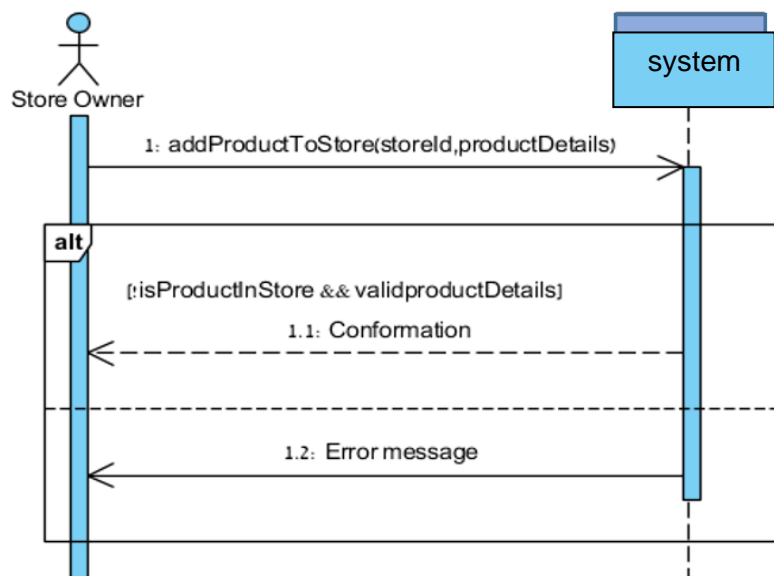 system
Store Owner
1: addProductToStore(storeId,productDetails)
alt
[!isProductInStore && validproductDetails]
1.1: Conformation
1.2: Error message